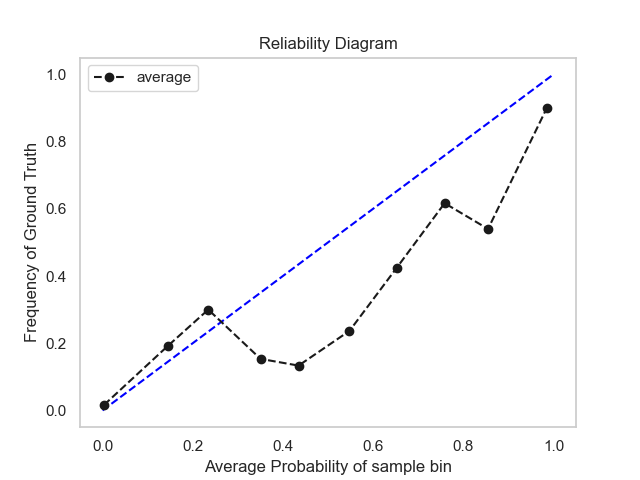 Reliability Diagram
average
Frequency of Ground Truth
1.0
0.8
0.6
0.4
0.2
0.0
0.0 0.2 0.4 0.6 0.8 1.0
Average Probability of sample bin